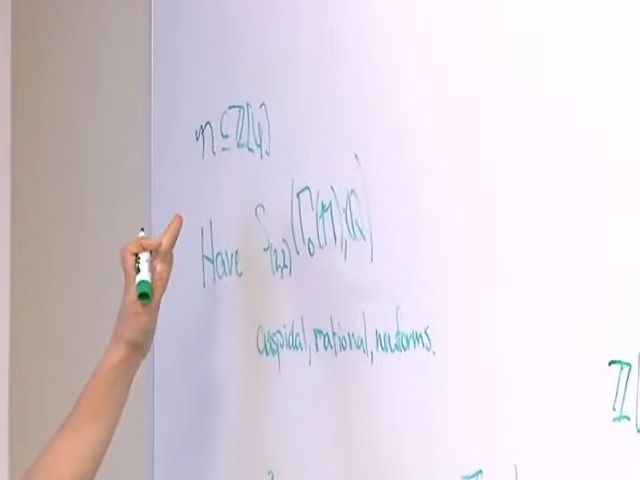 𝔫 ⊆ ℤ[φ]
Have S₍₂,₂₎(Γ₀(𝔫), ℚ)
cuspidal, rational, newforms.
ℤ[